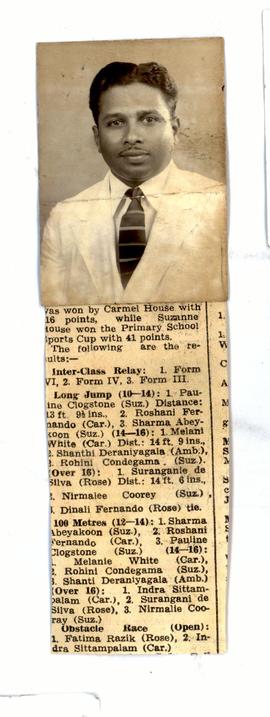 was won by Carmel House with
16 points, while Suzanne
House won the Primary School
Sports Cup with 41 points.
The following are the re-
sults:—
Inter-Class Relay: 1. Form
VI, 2. Form IV, 3. Form III.
Long Jump (10—14): 1. Pau-
line Clogstone (Suz.) Distance:
13 ft. 9½ ins., 2. Roshani Fer-
nando (Car.), 3. Sharma Abey-
koon (Suz.) (14—16): 1. Melani
White (Car.) Dist: 14 ft. 9 ins.,
2. Shanthi Deraniyagala (Amb.),
2. Rohini Condegama, (Suz.)
(Over 16): 1. Suranganie de
Silva (Rose) Dist.: 14 ft. 6 ins.,
2. Nirmalee Coorey (Suz.),
3. Dinali Fernando (Rose) tie.
100 Metres (12—14): 1. Sharma
Abeyakoon (Suz.), 2. Roshani
Fernando (Car.), 3. Pauline
Clogstone (Suz.) (14—16):
1. Melanie White (Car.),
2. Rohini Condegama (Suz.),
3. Shanti Deraniyagala (Amb.)
(Over 16): 1. Indra Sittam-
palam (Car.), 2. Surangani de
Silva (Rose), 3. Nirmalie Coo-
ray (Suz.)
Obstacle Race (Open):
1. Fatima Razik (Rose), 2. In-
dra Sittampalam (Car.)